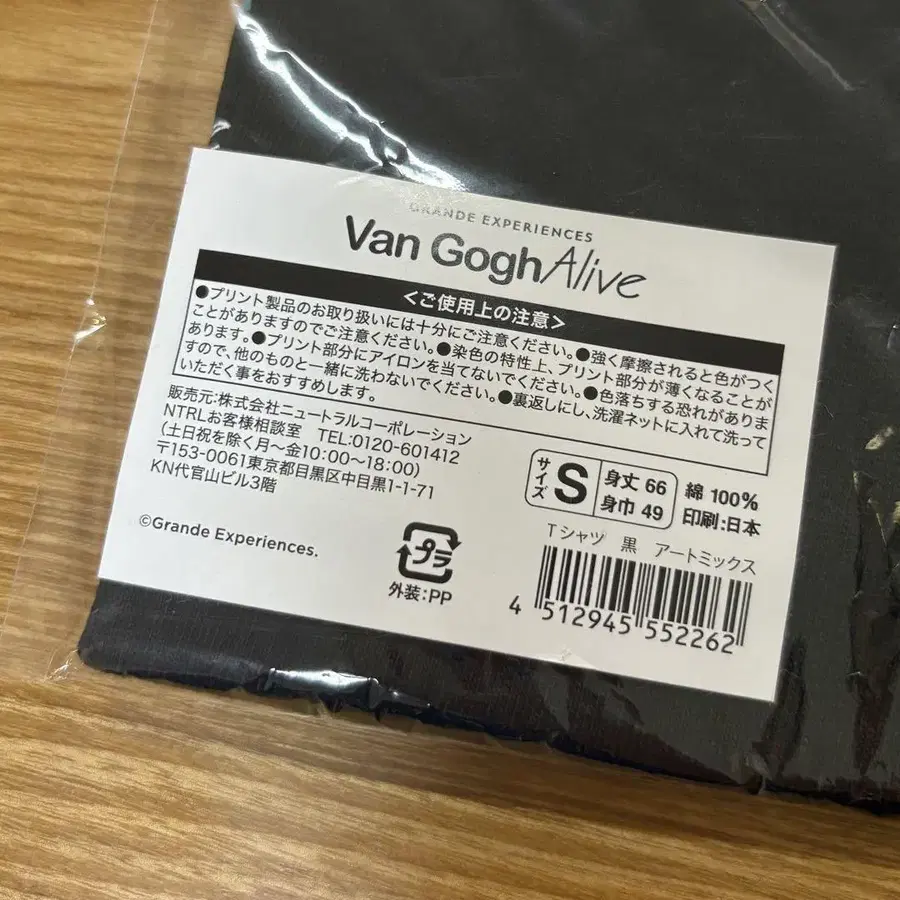 GRANDE EXPERIENCES
Van Gogh Alive
＜ご使用上の注意＞
●プリント製品のお取り扱いには十分にご注意ください。●強く摩擦されると色がつく
ことがありますのでご注意ください。●染色の特性上、プリント部分が薄くなることが
あります。●プリント部分にアイロンを当てないでください。●色落ちする恐れがありま
すので、他のものと一緒に洗わないでください。●裏返しにし、洗濯ネットに入れて洗って
いただく事をおすすめします。
販売元:株式会社ニュートラルコーポレーション
NTRLお客様相談室 TEL:0120-601412
(土日祝を除く月～金10:00～18:00)
〒153-0061東京都目黒区中目黒1-1-71
KN代官山ビル3階
サイズ S 身丈 66 身巾 49
綿 100%
印刷:日本
©Grande Experiences.
プラ
外装:PP
Tシャツ 黒 アートミックス
4 512945 552262